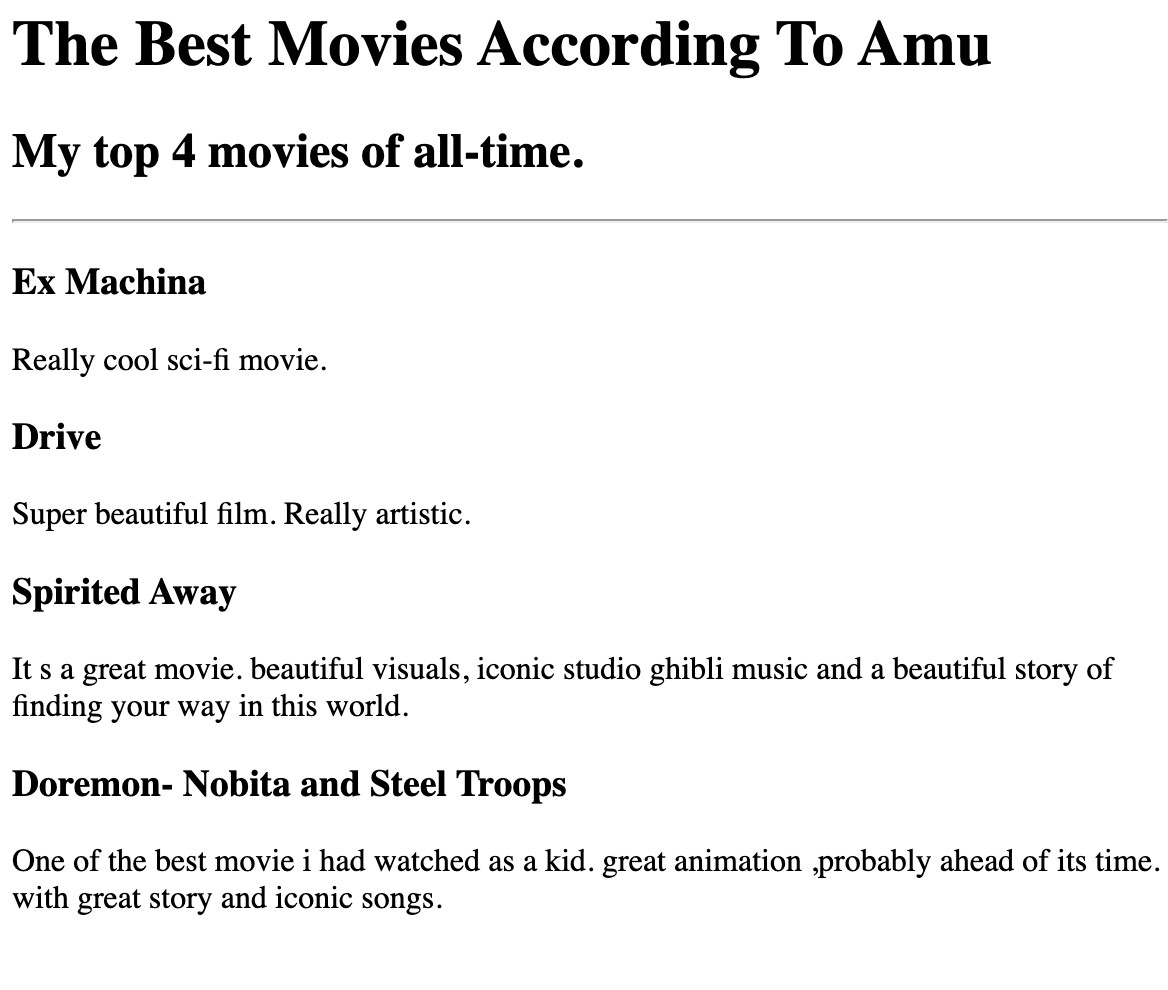 The Best Movies According To Amu
My top 4 movies of all-time.
Ex Machina
Really cool sci-fi movie.
Drive
Super beautiful film. Really artistic.
Spirited Away
It s a great movie. beautiful visuals, iconic studio ghibli music and a beautiful story of
finding your way in this world.
Doremon- Nobita and Steel Troops
One of the best movie i had watched as a kid. great animation ,probably ahead of its time.
with great story and iconic songs.